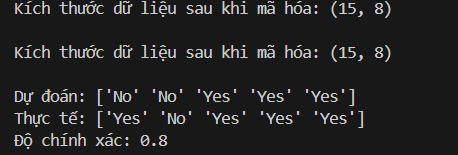 Kích thước dữ liệu sau khi mã hóa: (15, 8)
Kích thước dữ liệu sau khi mã hóa: (15, 8)
Dự đoán: ['No' 'No' 'Yes' 'Yes' 'Yes']
Thực tế: ['Yes' 'No' 'Yes' 'Yes' 'Yes']
Độ chính xác: 0.8